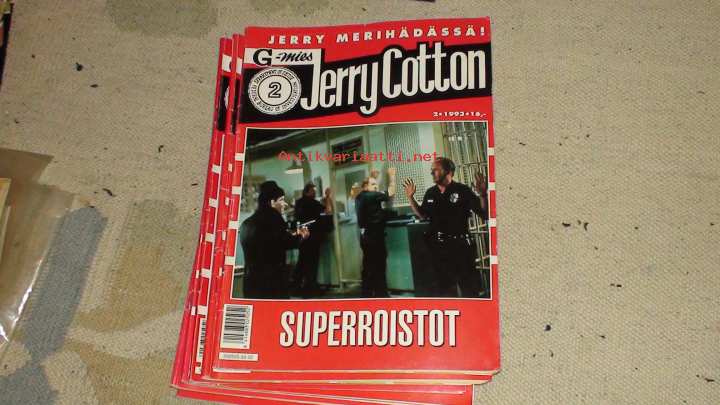 JERRY MERIHÄDÄSSÄ!
G-mies
Jerry Cotton
2
2•1993•16,-
Antikvariaatti.net
SUPERROISTOT